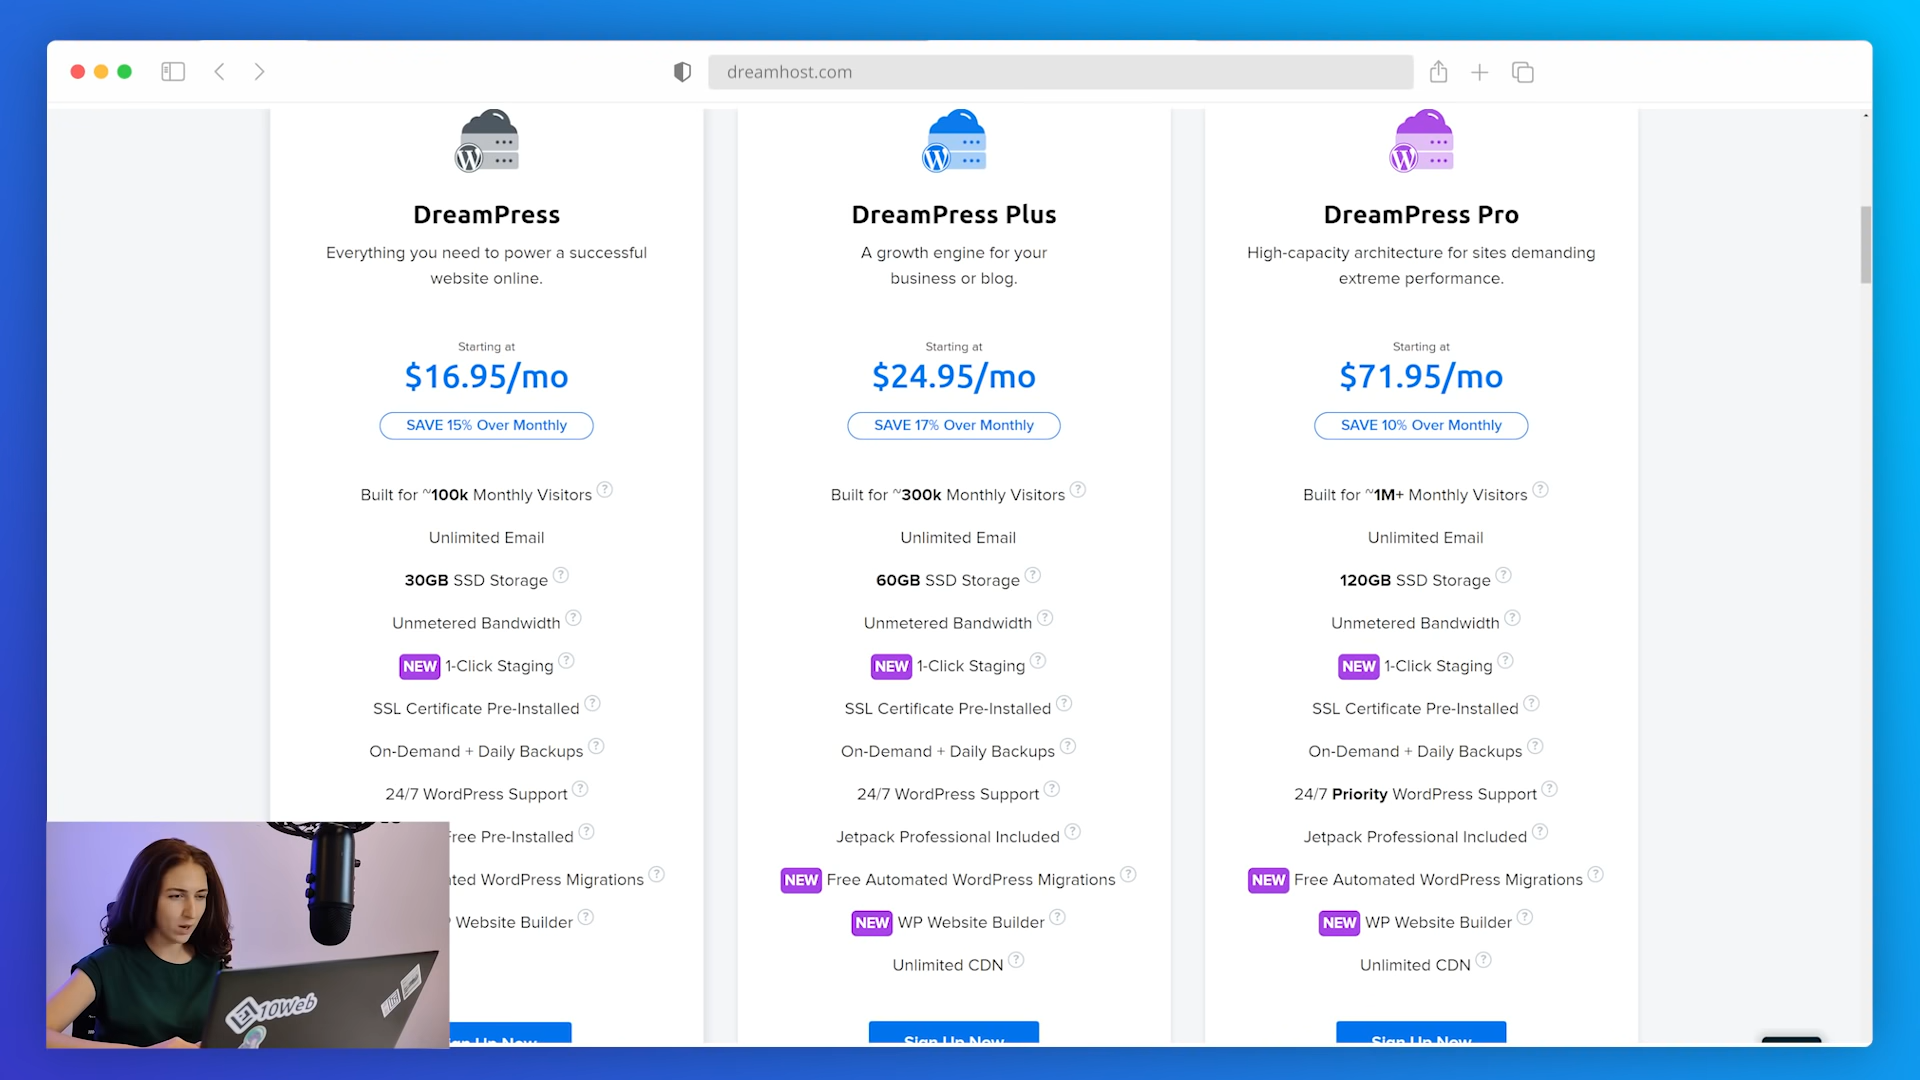 dreamhost.com
DreamPress
Everything you need to power a successful
website online.
Starting at
$16.95/mo
SAVE 15% Over Monthly
Built for ~100k Monthly Visitors ?
Unlimited Email
30GB SSD Storage ?
Unmetered Bandwidth ?
NEW 1-Click Staging ?
SSL Certificate Pre-Installed ?
On-Demand + Daily Backups ?
24/7 WordPress Support ?
Free Pre-Installed ?
WordPress Migrations ?
Website Builder ?
Sign Up Now
DreamPress Plus
A growth engine for your
business or blog.
Starting at
$24.95/mo
SAVE 17% Over Monthly
Built for ~300k Monthly Visitors ?
Unlimited Email
60GB SSD Storage ?
Unmetered Bandwidth ?
NEW 1-Click Staging ?
SSL Certificate Pre-Installed ?
On-Demand + Daily Backups ?
24/7 WordPress Support ?
Jetpack Professional Included ?
NEW Free Automated WordPress Migrations ?
NEW WP Website Builder ?
Unlimited CDN ?
Sign Up Now
DreamPress Pro
High-capacity architecture for sites demanding
extreme performance.
Starting at
$71.95/mo
SAVE 10% Over Monthly
Built for ~1M+ Monthly Visitors ?
Unlimited Email
120GB SSD Storage ?
Unmetered Bandwidth ?
NEW 1-Click Staging ?
SSL Certificate Pre-Installed ?
On-Demand + Daily Backups ?
24/7 Priority WordPress Support ?
Jetpack Professional Included ?
NEW Free Automated WordPress Migrations ?
NEW WP Website Builder ?
Unlimited CDN ?
Sign Up Now
10Web